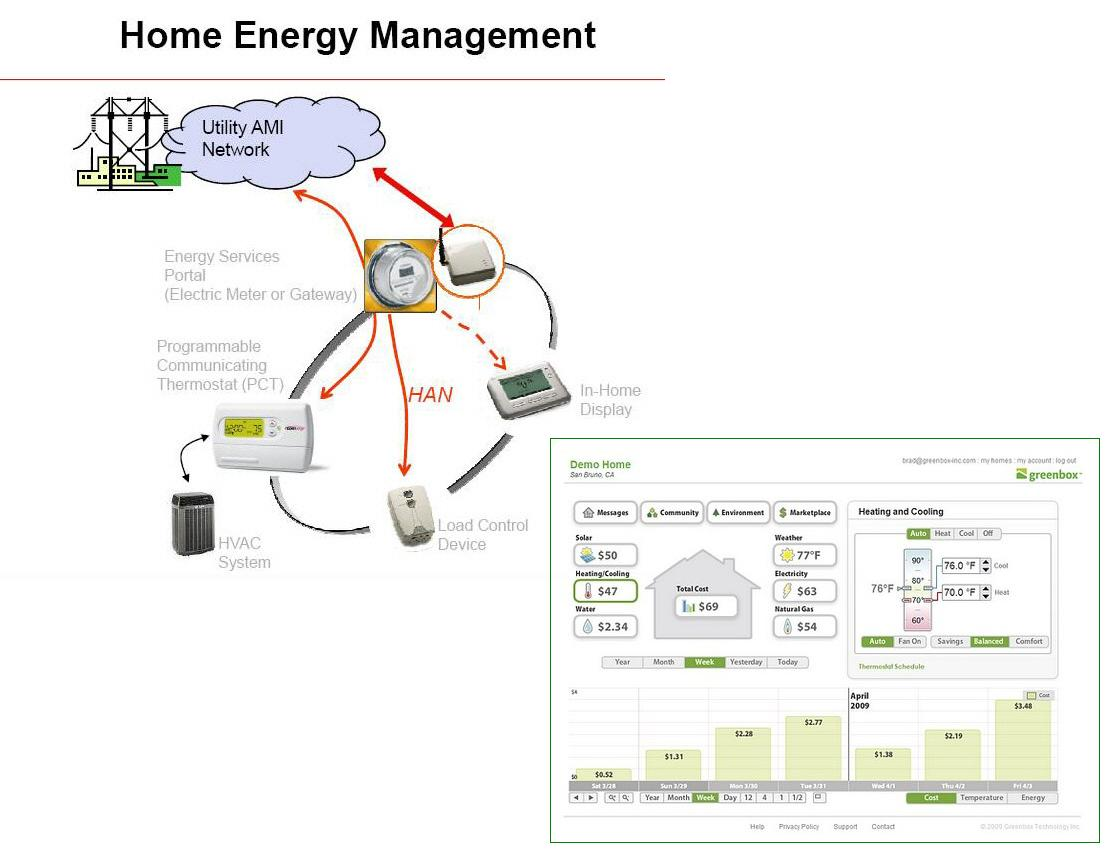 Home Energy Management
Utility AMI
Network
Energy Services
Portal
(Electric Meter or Gateway)
Programmable
Communicating
Thermostat (PCT)
HAN
In-Home
Display
Load Control
Device
HVAC
System
Demo Home
San Bruno, CA
brad@greenbox-inc.com : my homes : my account : log out
greenbox
Messages Community Environment Marketplace
Solar
$50
Heating/Cooling
$47
Water
$2.34
Total Cost
$69
Weather
77°F
Electricity
$63
Natural Gas
$54
Year Month Week Yesterday Today
Heating and Cooling
Auto Heat Cool Off
90°
80°
70°
60°
76°F
76.0 °F Cool
70.0 °F Heat
Auto Fan On Savings Balanced Comfort
Thermostat Schedule
$4
$0
April
2009
Cost
$0.52 $1.31 $2.28 $2.77 $1.38 $2.19 $3.48
Sat 3/28 Sun 3/29 Mon 3/30 Tue 3/31 Wed 4/1 Thu 4/2 Fri 4/3
Year Month Week Day 12 4 1 1/2
Cost Temperature Energy
Help Privacy Policy Support Contact
© 2009 Greenbox Technology Inc.